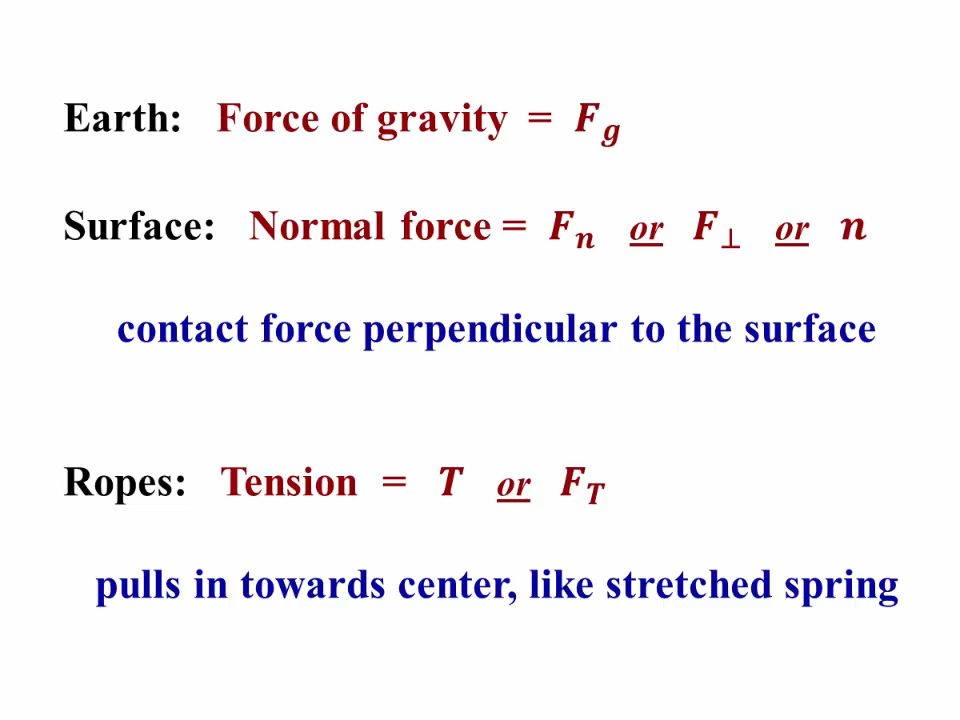 Earth: Force of gravity = F_g
Surface: Normal force = F_n or F_⊥ or n
contact force perpendicular to the surface
Ropes: Tension = T or F_T
pulls in towards center, like stretched spring